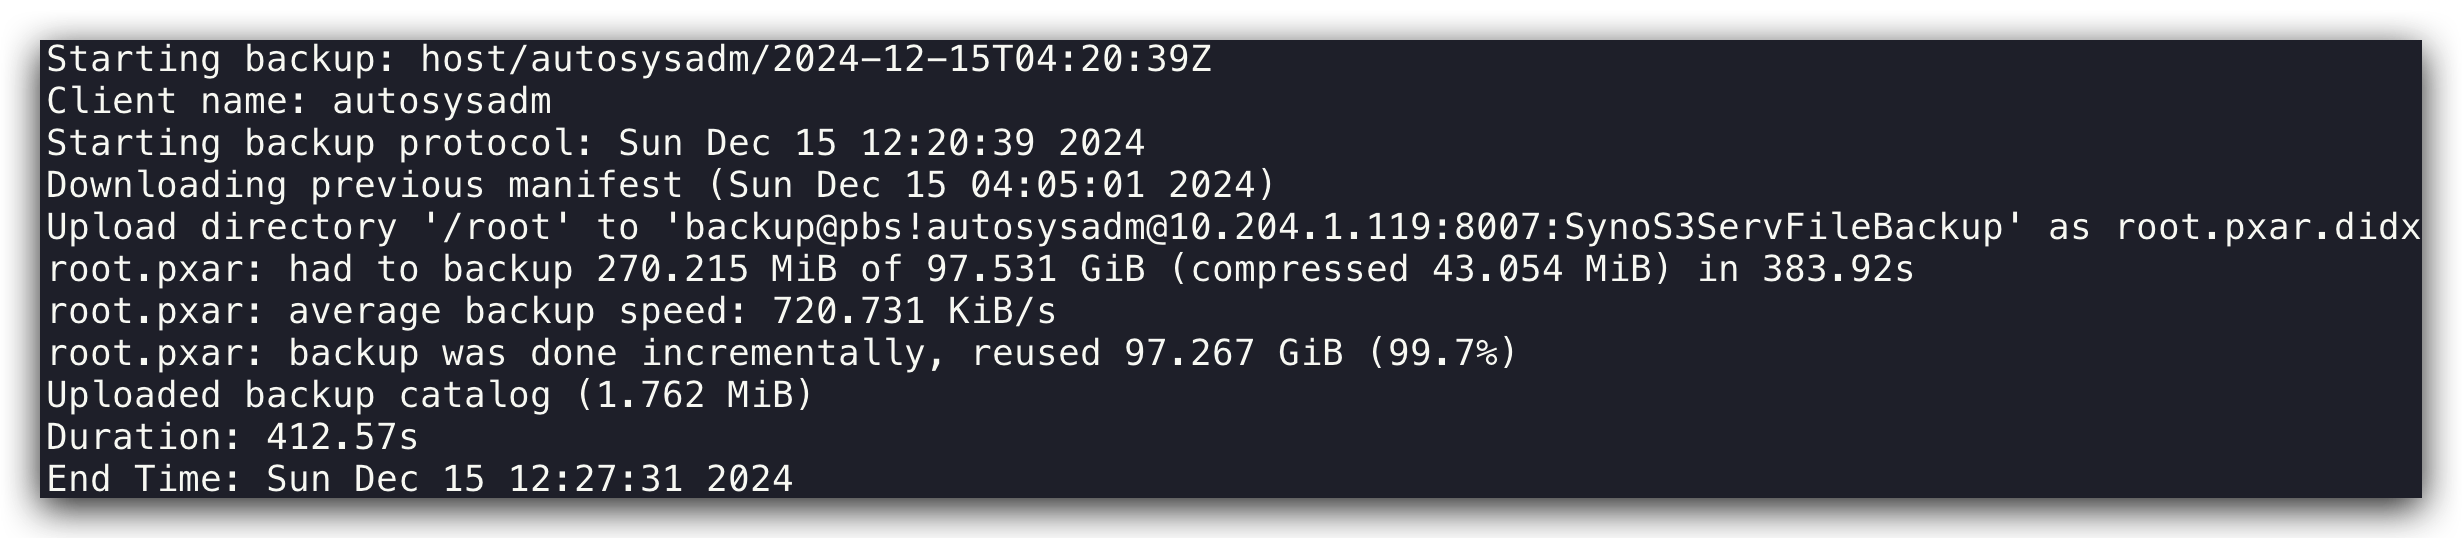 Starting backup: host/autosysadm/2024-12-15T04:20:39Z
Client name: autosysadm
Starting backup protocol: Sun Dec 15 12:20:39 2024
Downloading previous manifest (Sun Dec 15 04:05:01 2024)
Upload directory '/root' to 'backup@pbs!autosysadm@10.204.1.119:8007:SynoS3ServFileBackup' as root.pxar.didx
root.pxar: had to backup 270.215 MiB of 97.531 GiB (compressed 43.054 MiB) in 383.92s
root.pxar: average backup speed: 720.731 KiB/s
root.pxar: backup was done incrementally, reused 97.267 GiB (99.7%)
Uploaded backup catalog (1.762 MiB)
Duration: 412.57s
End Time: Sun Dec 15 12:27:31 2024